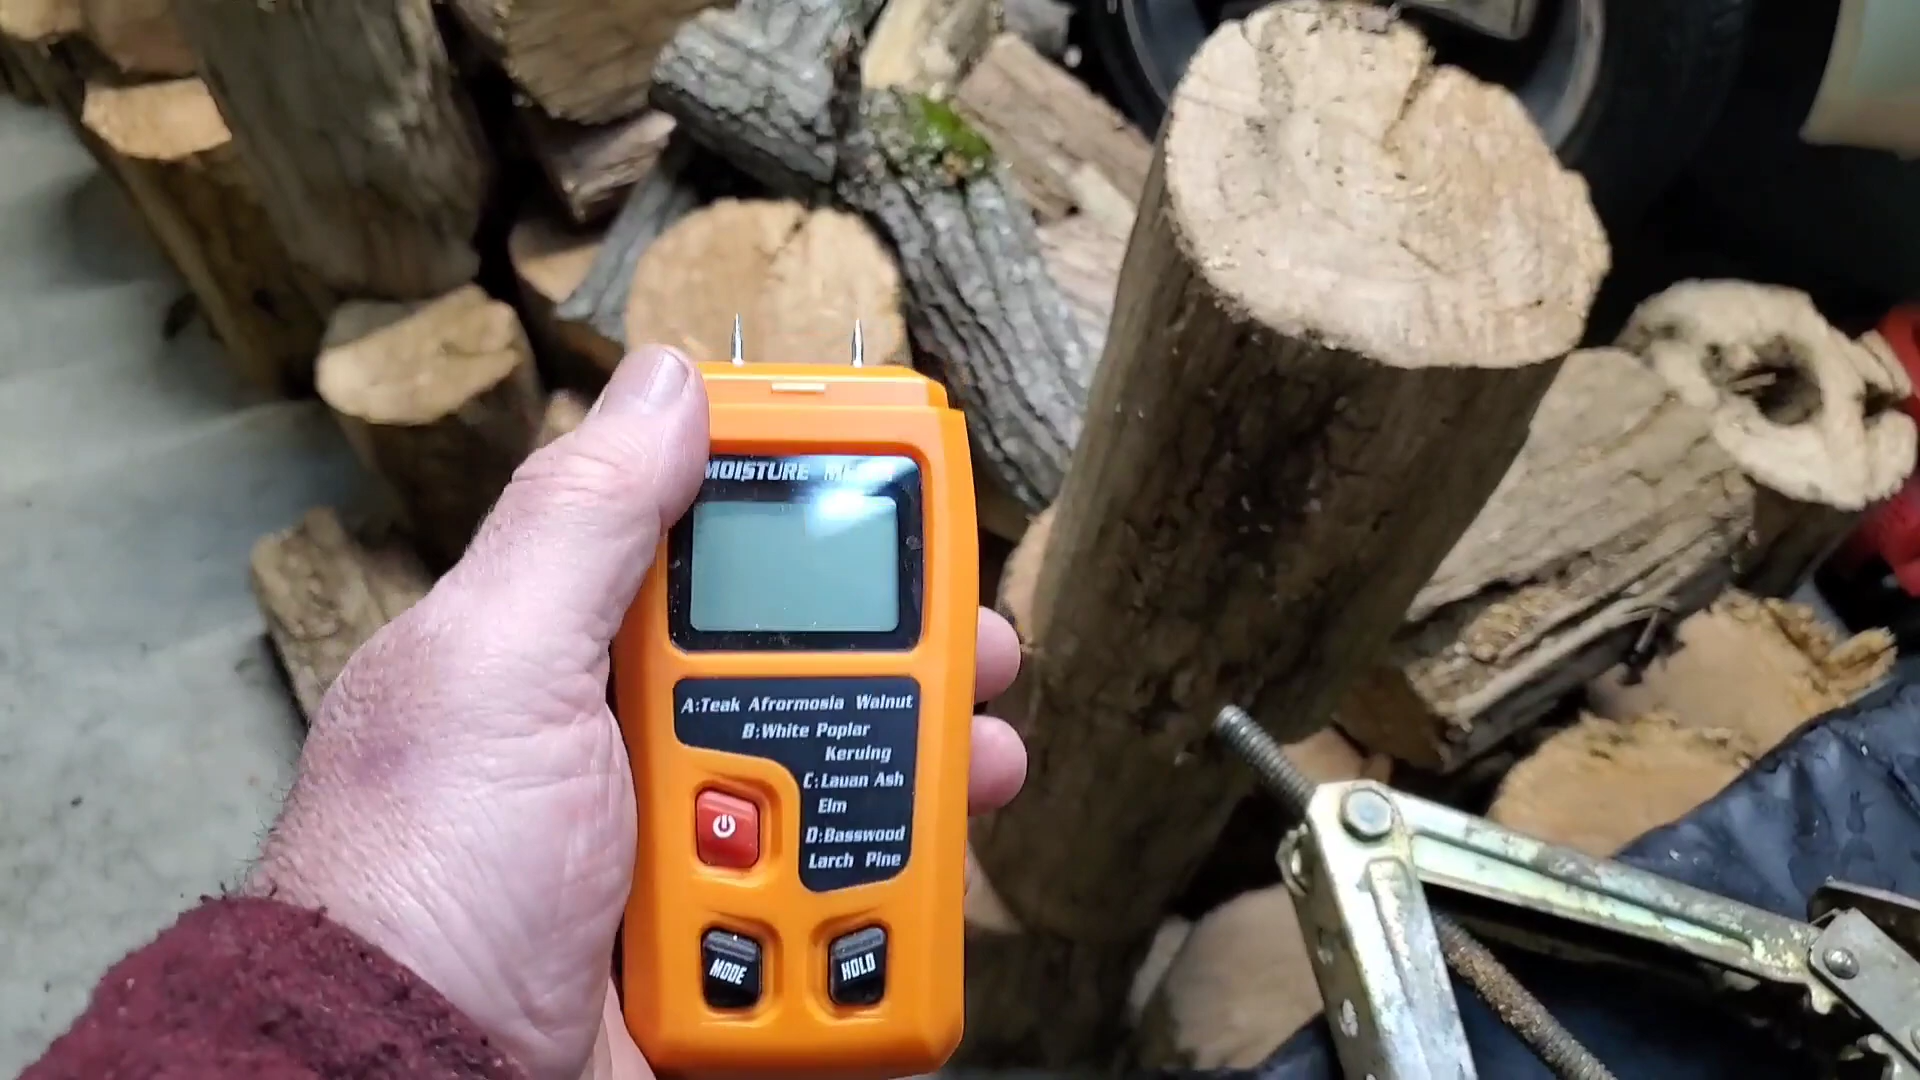 MOISTURE
A:Teak Afrormosia Walnut
B:White Poplar
Keruing
C:Lauan Ash
Elm
D:Basswood
Larch Pine
MODE
HOLD